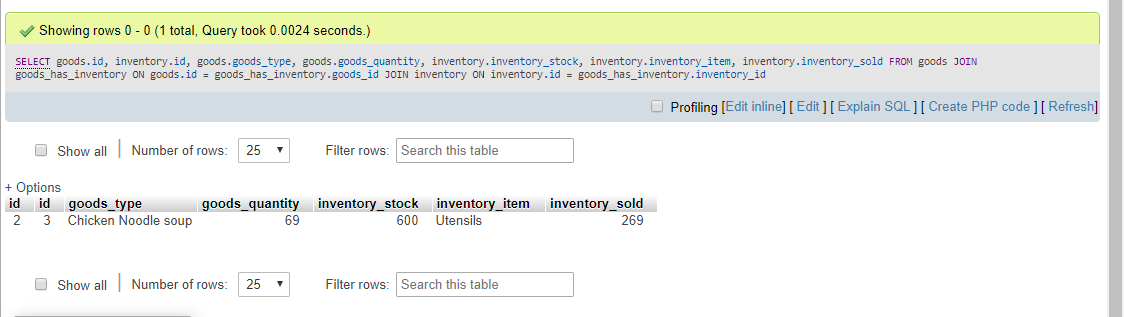 Showing rows 0 - 0 (1 total, Query took 0.0024 seconds.)
SELECT goods.id, inventory.id, goods.goods_type, goods.goods_quantity, inventory.inventory_stock, inventory.inventory_item, inventory.inventory_sold FROM goods JOIN
goods_has_inventory ON goods.id = goods_has_inventory.goods_id JOIN inventory ON inventory.id = goods_has_inventory.inventory_id
Profiling [Edit inline] [ Edit ] [ Explain SQL ] [ Create PHP code ] [ Refresh]
Show all | Number of rows: 25 Filter rows: Search this table
+ Options
id id goods_type goods_quantity inventory_stock inventory_item inventory_sold
2 3 Chicken Noodle soup 69 600 Utensils 269
Show all | Number of rows: 25 Filter rows: Search this table